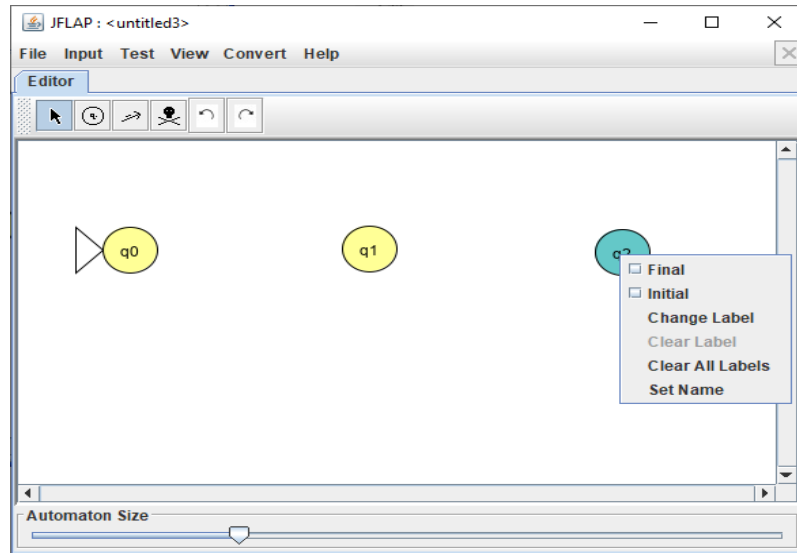 JFLAP : <untitled3>
File Input Test View Convert Help
Editor
q0
q1
q2
Final
Initial
Change Label
Clear Label
Clear All Labels
Set Name
Automaton Size